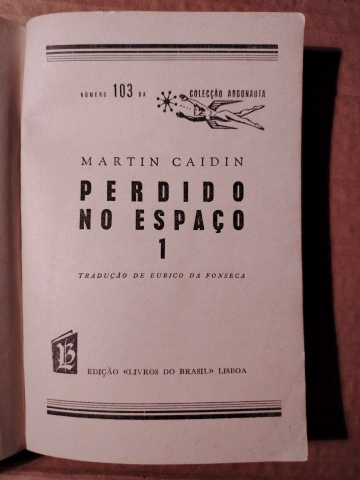 NÚMERO 103 DA COLECÇÃO ARGONAUTA
MARTIN CAIDIN
PERDIDO
NO ESPAÇO
1
TRADUÇÃO DE EURICO DA FONSECA
LB
EDIÇÃO «LIVROS DO BRASIL» LISBOA